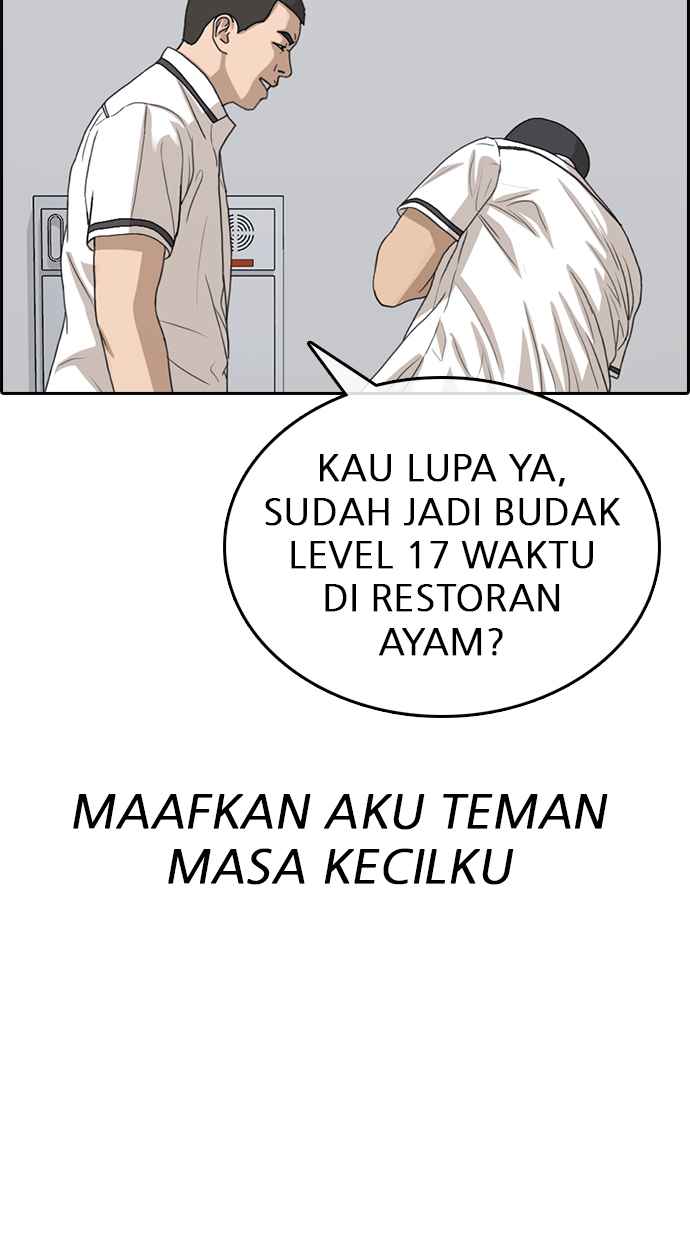 KAU LUPA YA,
SUDAH JADI BUDAK
LEVEL 17 WAKTU
DI RESTORAN
AYAM?
MAAFKAN AKU TEMAN
MASA KECILKU